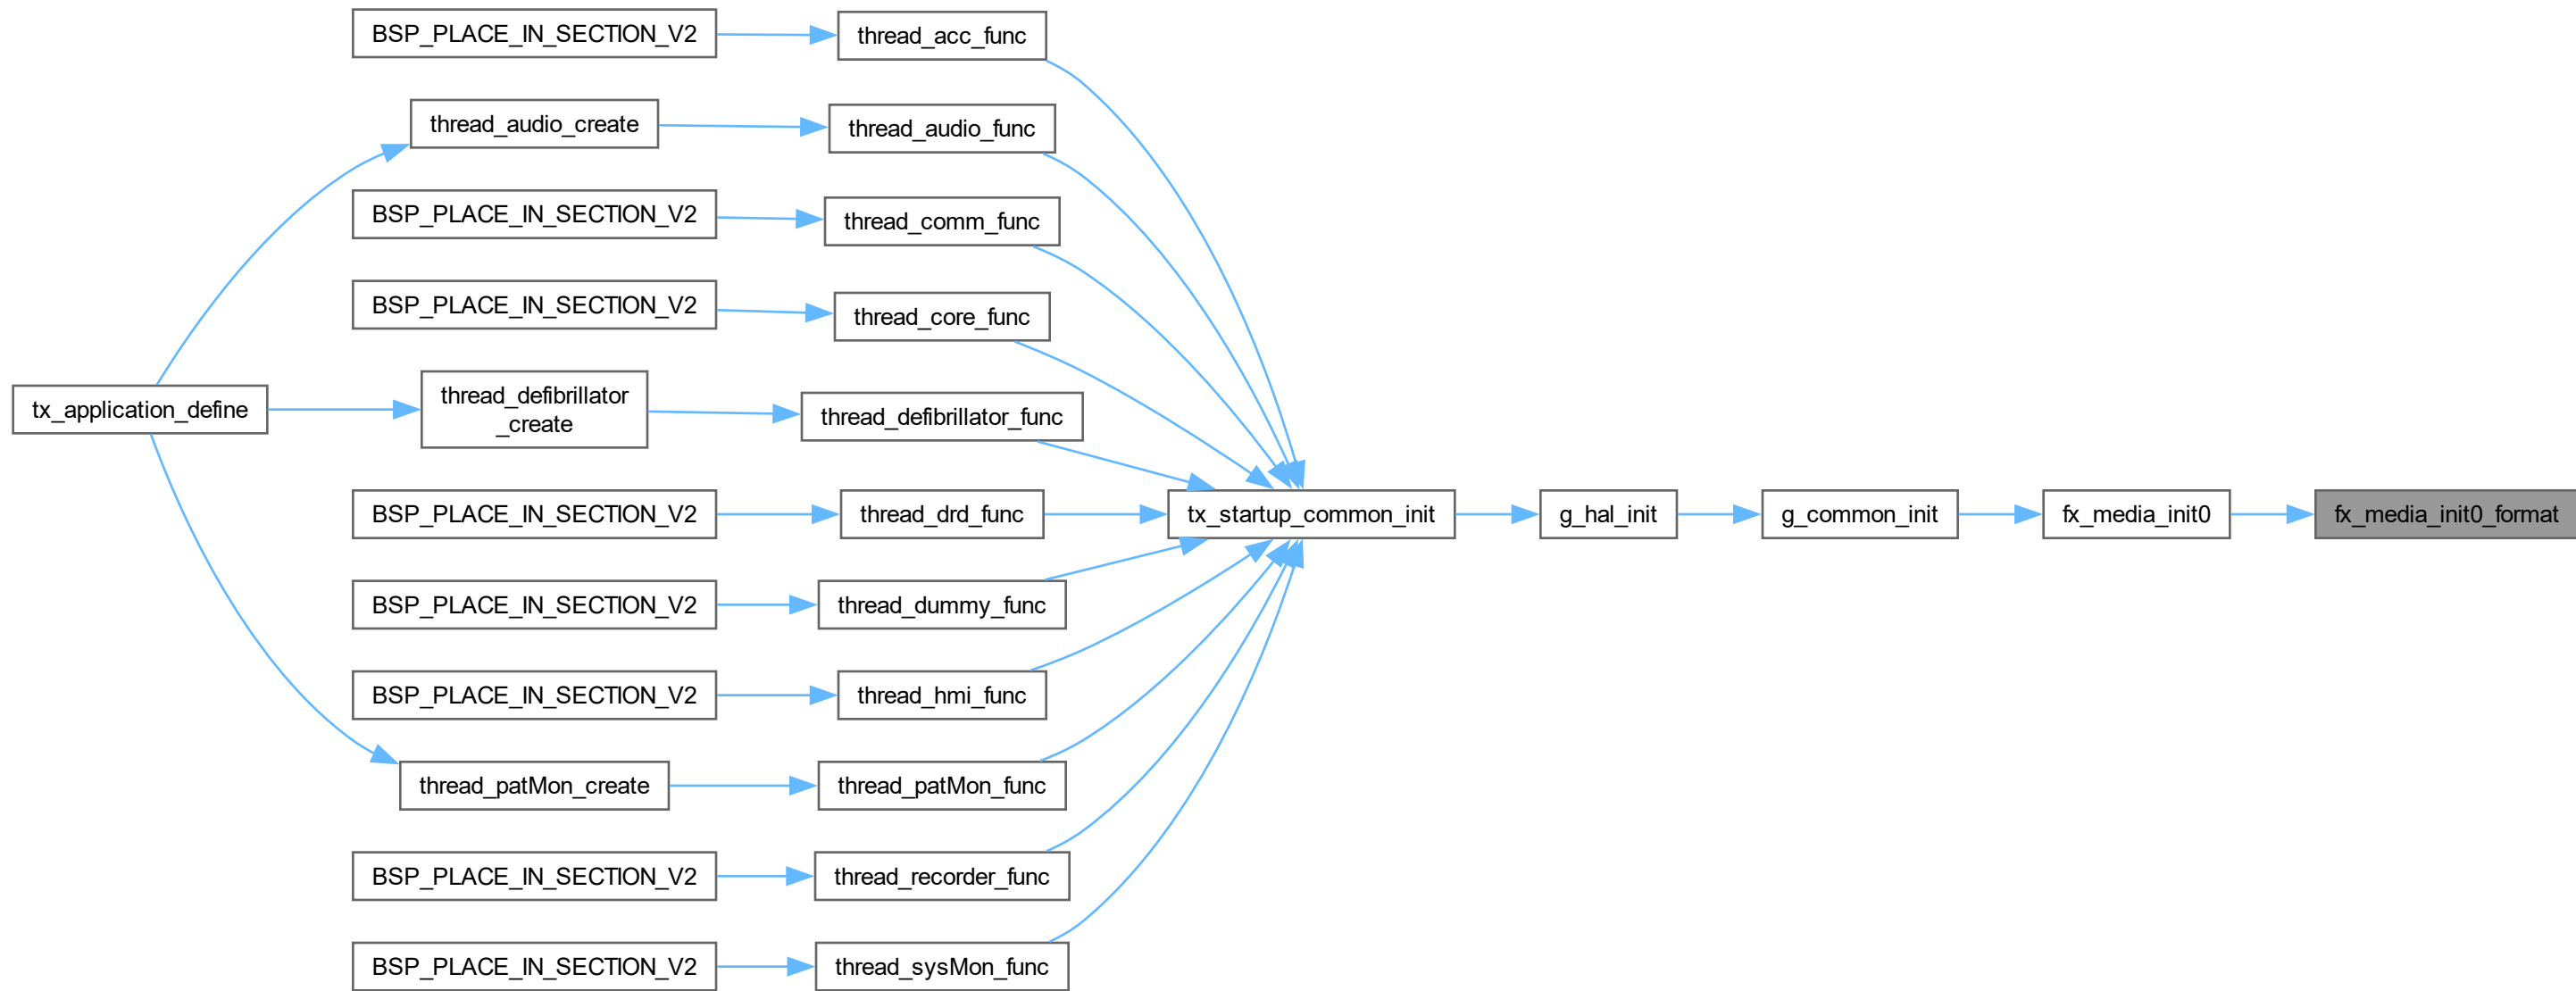 BSP_PLACE_IN_SECTION_V2
thread_acc_func
thread_audio_create
thread_audio_func
BSP_PLACE_IN_SECTION_V2
thread_comm_func
BSP_PLACE_IN_SECTION_V2
thread_core_func
tx_application_define
thread_defibrillator
_create
thread_defibrillator_func
BSP_PLACE_IN_SECTION_V2
thread_drd_func
tx_startup_common_init
g_hal_init
g_common_init
fx_media_init0
fx_media_init0_format
BSP_PLACE_IN_SECTION_V2
thread_dummy_func
BSP_PLACE_IN_SECTION_V2
thread_hmi_func
thread_patMon_create
thread_patMon_func
BSP_PLACE_IN_SECTION_V2
thread_recorder_func
BSP_PLACE_IN_SECTION_V2
thread_sysMon_func